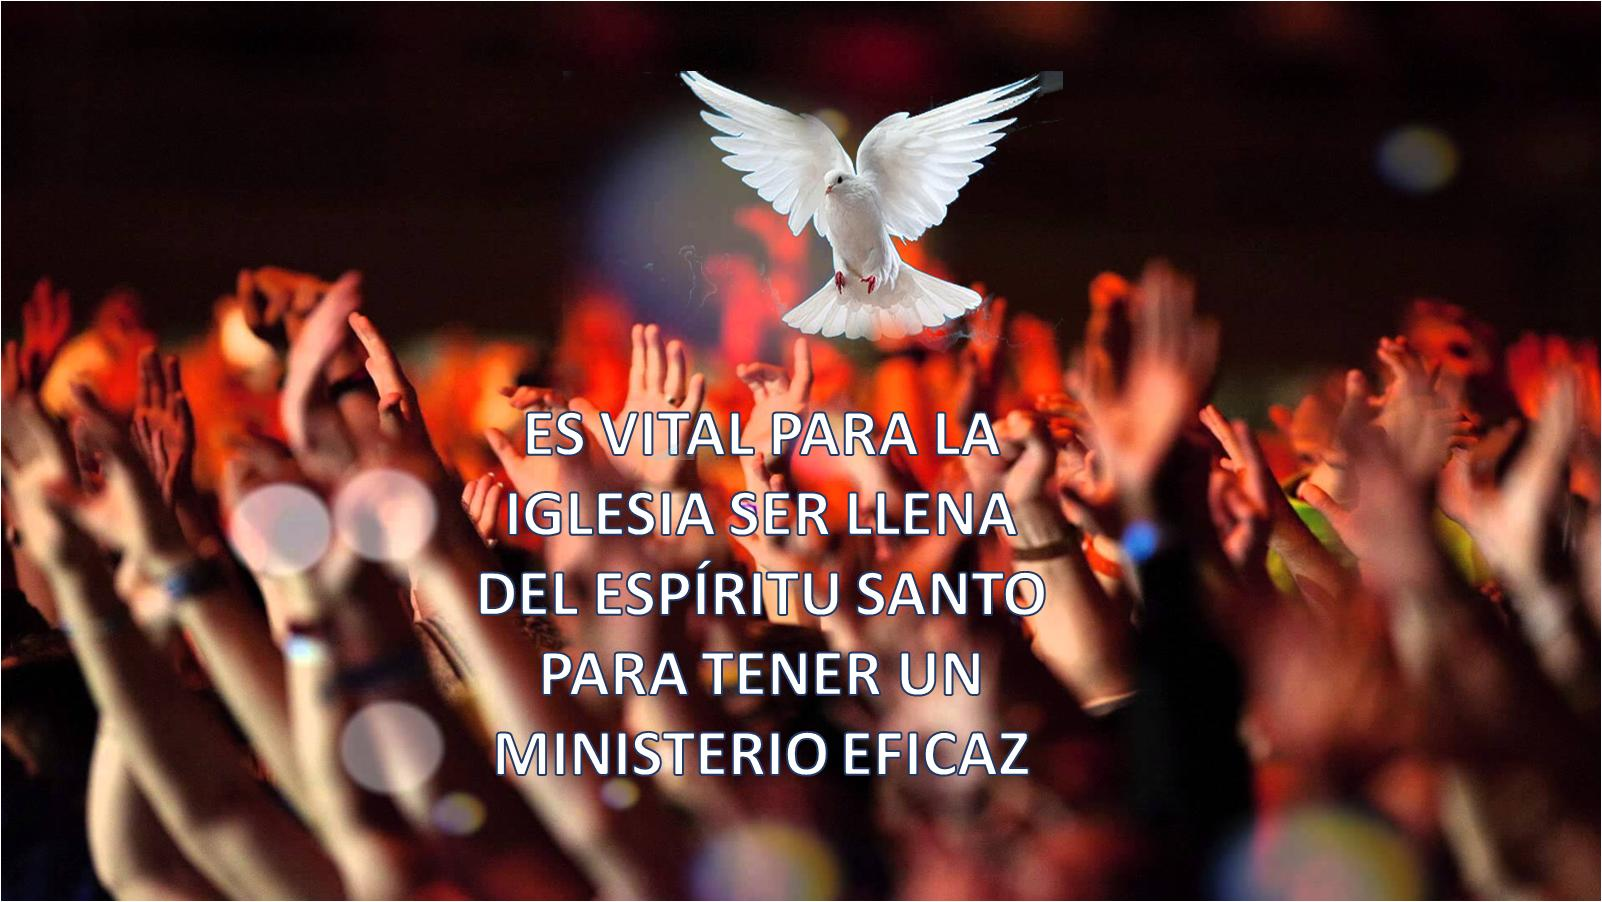 ES VITAL PARA LA
IGLESIA SER LLENA
DEL ESPÍRITU SANTO
PARA TENER UN
MINISTERIO EFICAZ